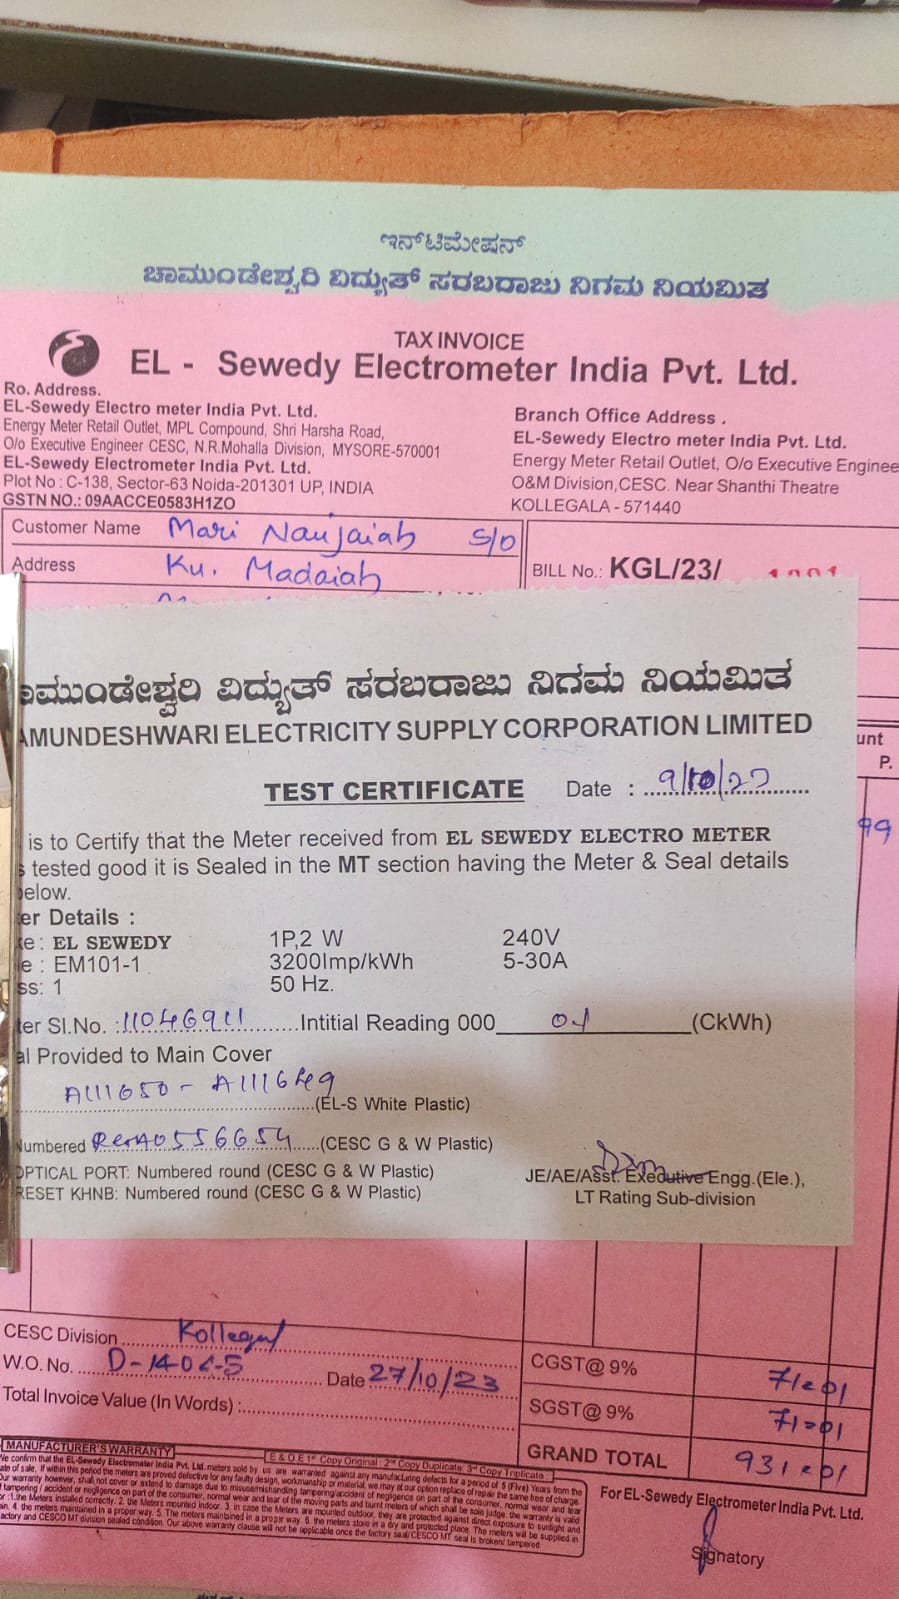 ಇನ್‌ಟಿಮೇಷನ್
ಚಾಮುಂಡೇಶ್ವರಿ ವಿದ್ಯುತ್ ಸರಬರಾಜು ನಿಗಮ ನಿಯಮಿತ
TAX INVOICE
EL - Sewedy Electrometer India Pvt. Ltd.
Ro. Address.
EL-Sewedy Electro meter India Pvt. Ltd.
Energy Meter Retail Outlet, MPL Compound, Shri Harsha Road,
O/o Executive Engineer CESC, N.R.Mohalla Division, MYSORE-570001
EL-Sewedy Electrometer India Pvt. Ltd.
Plot No : C-138, Sector-63 Noida-201301 UP, INDIA
GSTN NO.: 09AACCE0583H1ZO
Branch Office Address .
EL-Sewedy Electro meter India Pvt. Ltd.
Energy Meter Retail Outlet, O/o Executive Enginee
O&M Division,CESC. Near Shanthi Theatre
KOLLEGALA - 571440
Customer Name Mari Nanjaiah S/O
Address Ku. Madaiah
BILL No.: KGL/23/
unt
P.
99
ಾಮುಂಡೇಶ್ವರಿ ವಿದ್ಯುತ್ ಸರಬರಾಜು ನಿಗಮ ನಿಯಮಿತ
AMUNDESHWARI ELECTRICITY SUPPLY CORPORATION LIMITED
TEST CERTIFICATE Date : 9/10/23
is to Certify that the Meter received from EL SEWEDY ELECTRO METER
s tested good it is Sealed in the MT section having the Meter & Seal details
below.
er Details :
ke : EL SEWEDY 1P,2 W 240V
e : EM101-1 3200Imp/kWh 5-30A
ss: 1 50 Hz.
ter Sl.No. : 11046911 Intitial Reading 000 01 (CkWh)
al Provided to Main Cover
A111650 - A111649
(EL-S White Plastic)
Numbered 0556654 (CESC G & W Plastic)
OPTICAL PORT: Numbered round (CESC G & W Plastic)
RESET KHNB: Numbered round (CESC G & W Plastic)
JE/AE/Asst. Executive Engg.(Ele.),
LT Rating Sub-division
CESC Division Kollegal
W.O. No. Date 27/10/23
Total Invoice Value (In Words) :
CGST@ 9% 71=01
SGST@ 9% 71=01
GRAND TOTAL 931=01
MANUFACTURER'S WARRANTY
E & O.E 1st Copy Original : 2nd Copy Duplicate 3rd Copy Triplicate
For EL-Sewedy Electrometer India Pvt. Ltd.
Signatory